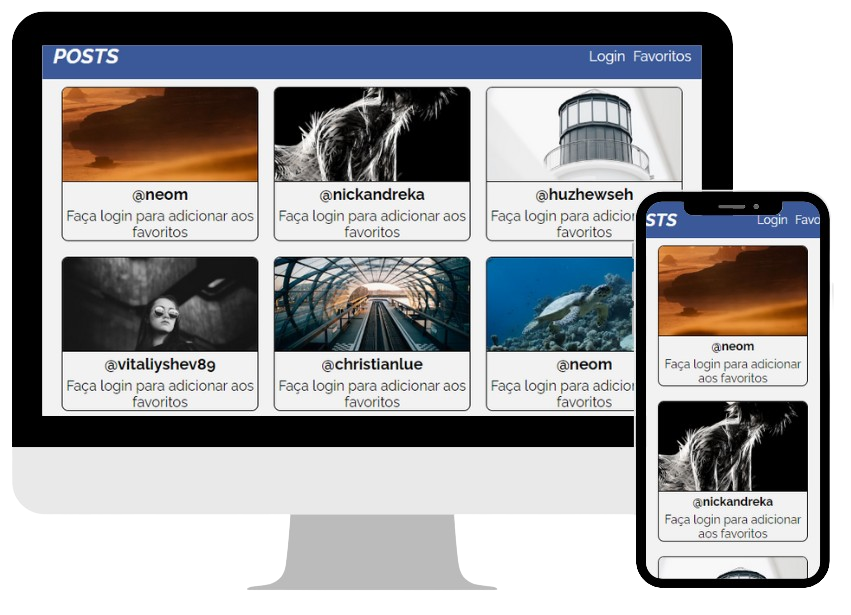 POSTS
Login Favoritos
@neom
Faça login para adicionar aos
favoritos
@nickandreka
Faça login para adicionar aos
favoritos
@huzhewseh
Faça login para adicionar
favoritos
@vitaliyshev89
Faça login para adicionar aos
favoritos
@christianlue
Faça login para adicionar aos
favoritos
@neom
Faça login para adicionar
favoritos
STS
Login Favo
@neom
Faça login para adicionar
aos favoritos
@nickandreka
Faça login para adicionar
aos favoritos